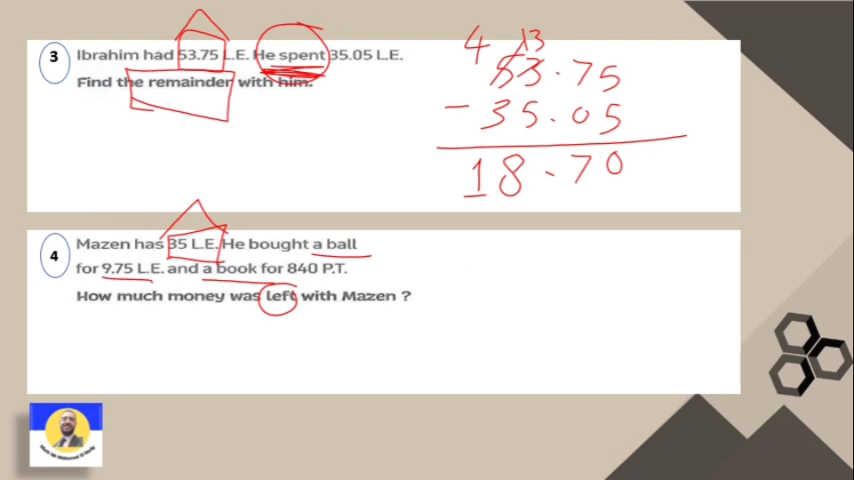 3
Ibrahim had 53.75 L.E. He spent 35.05 L.E.
Find the remainder with him.
4 13
53.75
- 35.05
18.70
4
Mazen has 35 L.E. He bought a ball
for 9.75 L.E. and a book for 840 P.T.
How much money was left with Mazen ?